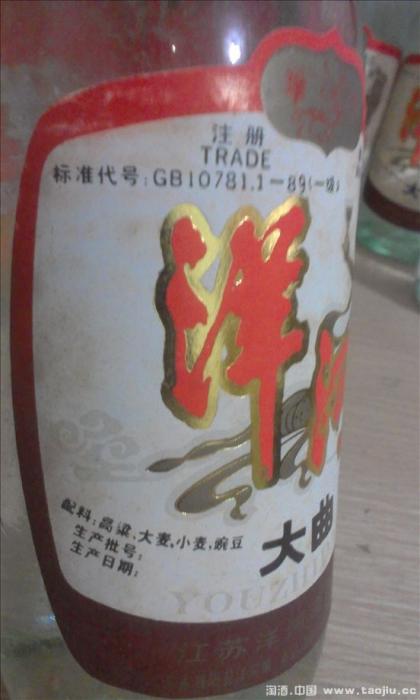 注册
TRADE
标准代号:GB10781.1-89(一级)
洋河
大曲
配料:高粱、大麦、小麦、豌豆
生产批号:
生产日期:
YOUZHI
江苏洋
淘酒.中国 www.taojiu.cc